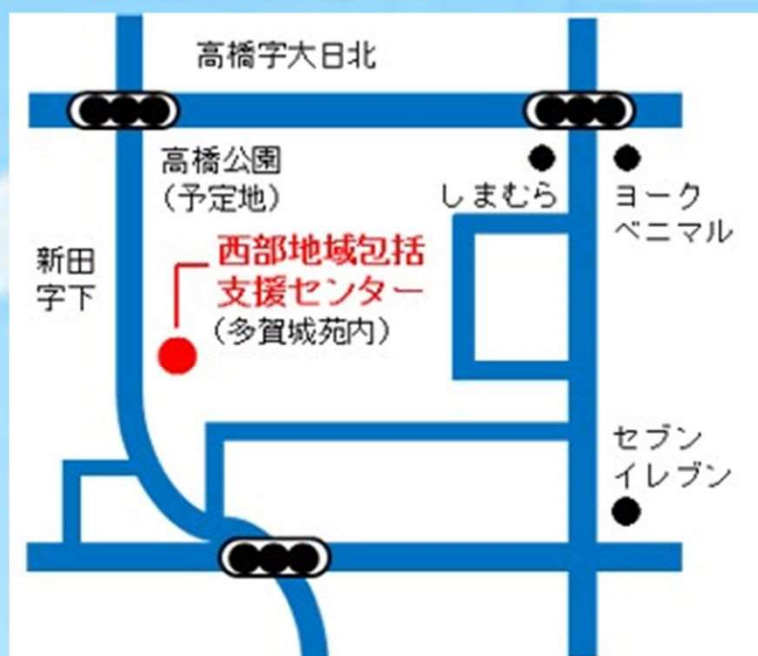 高橋字大日北
高橋公園
(予定地)
しまむら
ヨーク
ベニマル
新田
字下
西部地域包括
支援センター
(多賀城苑内)
セブン
イレブン